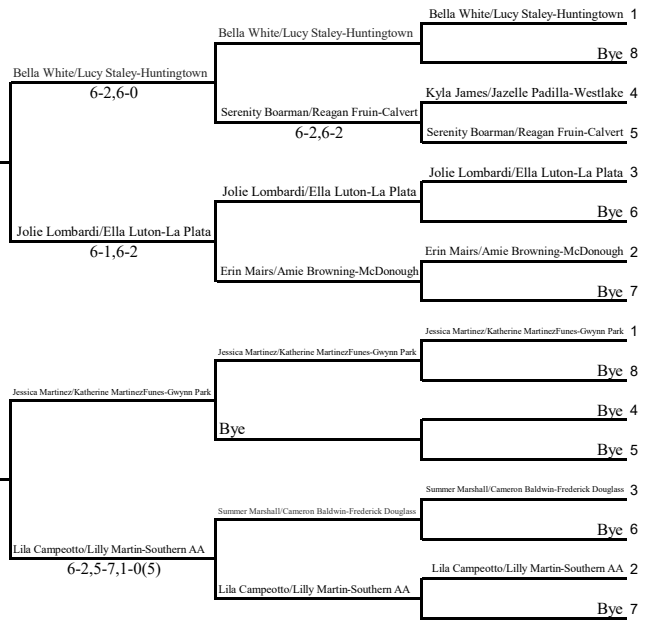 Bella White/Lucy Staley-Huntingtown 1
Bella White/Lucy Staley-Huntingtown
Bye 8
Bella White/Lucy Staley-Huntingtown
6-2,6-0
Kyla James/Jazelle Padilla-Westlake 4
Serenity Boarman/Reagan Fruin-Calvert
6-2,6-2
Serenity Boarman/Reagan Fruin-Calvert 5
Jolie Lombardi/Ella Luton-La Plata 3
Jolie Lombardi/Ella Luton-La Plata
Bye 6
Jolie Lombardi/Ella Luton-La Plata
6-1,6-2
Erin Mairs/Amie Browning-McDonough 2
Erin Mairs/Amie Browning-McDonough
Bye 7
Jessica Martinez/Katherine MartinezFunes-Gwynn Park 1
Jessica Martinez/Katherine MartinezFunes-Gwynn Park
Bye 8
Jessica Martinez/Katherine MartinezFunes-Gwynn Park
Bye 4
Bye
Bye 5
Summer Marshall/Cameron Baldwin-Frederick Douglass 3
Summer Marshall/Cameron Baldwin-Frederick Douglass
Bye 6
Lila Campeotto/Lilly Martin-Southern AA
6-2,5-7,1-0(5)
Lila Campeotto/Lilly Martin-Southern AA 2
Lila Campeotto/Lilly Martin-Southern AA
Bye 7